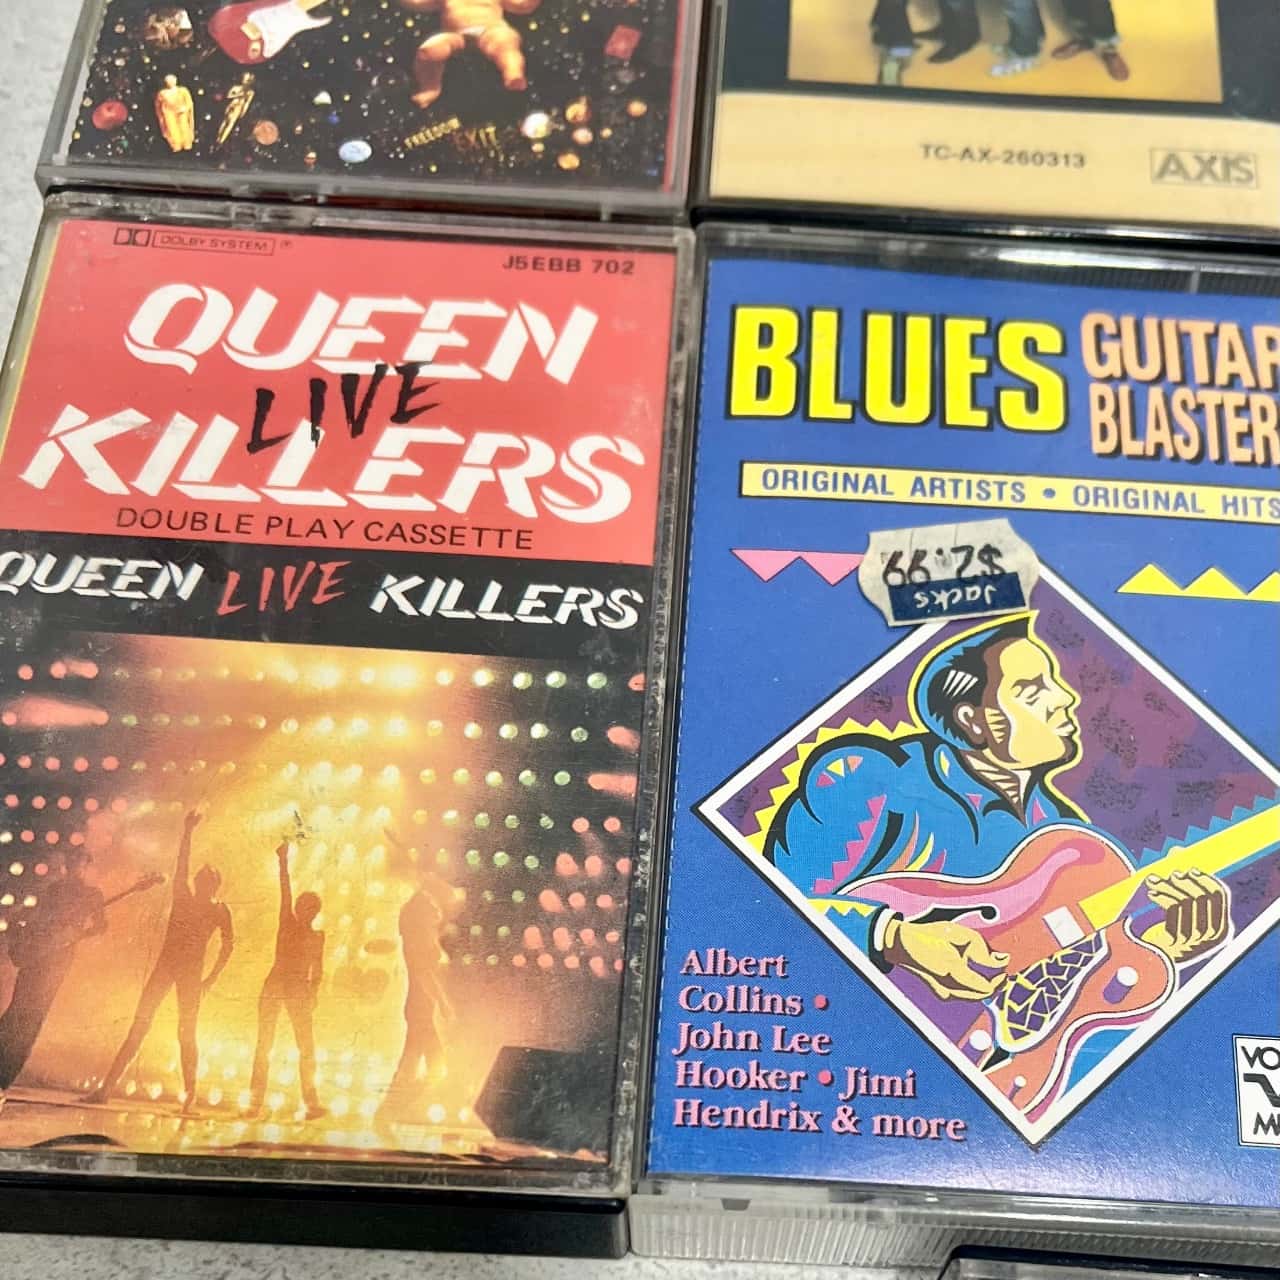 FREEDOM
EXIT
TC-AX-260313
AXIS
DOLBY SYSTEM
J5EBB 702
QUEEN
LIVE
KILLERS
DOUBLE PLAY CASSETTE
QUEEN LIVE KILLERS
BLUES
GUITAR
BLASTER
ORIGINAL ARTISTS • ORIGINAL HITS
$2.99
Jack's
Albert
Collins •
John Lee
Hooker • Jimi
Hendrix & more